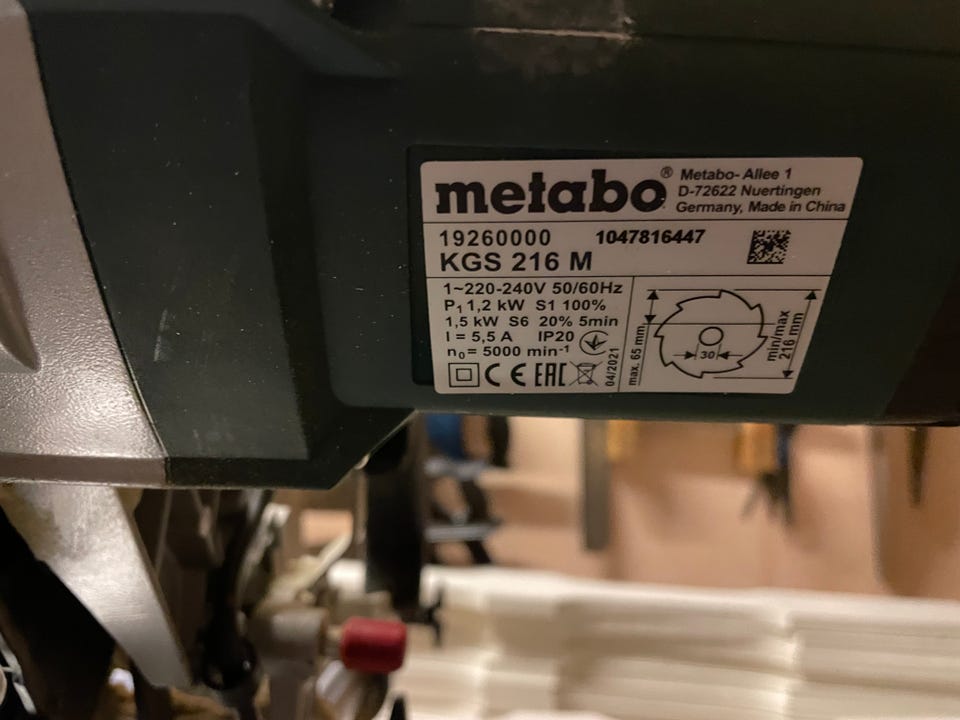 metabo® Metabo- Allee 1
D-72622 Nuertingen
Germany, Made in China
19260000 1047816447
KGS 216 M
1~220-240V 50/60Hz
P1 1,2 kW S1 100%
1,5 kW S6 20% 5min
I = 5,5 A IP20
n0= 5000 min-1
CE EAC
04/2021
max. 65 mm
30
min/max
216 mm